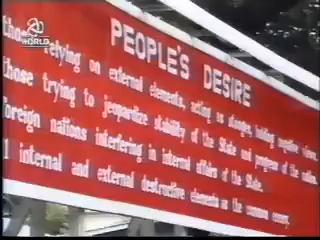 20
WORLD
PEOPLE'S DESIRE
those relying on external elements, acting as stooges, holding negative views.
those trying to jeopardize stability of the State and progress of the nation.
foreign nations interfering in internal affairs of the State.
l internal and external destructive elements as the common enemy.